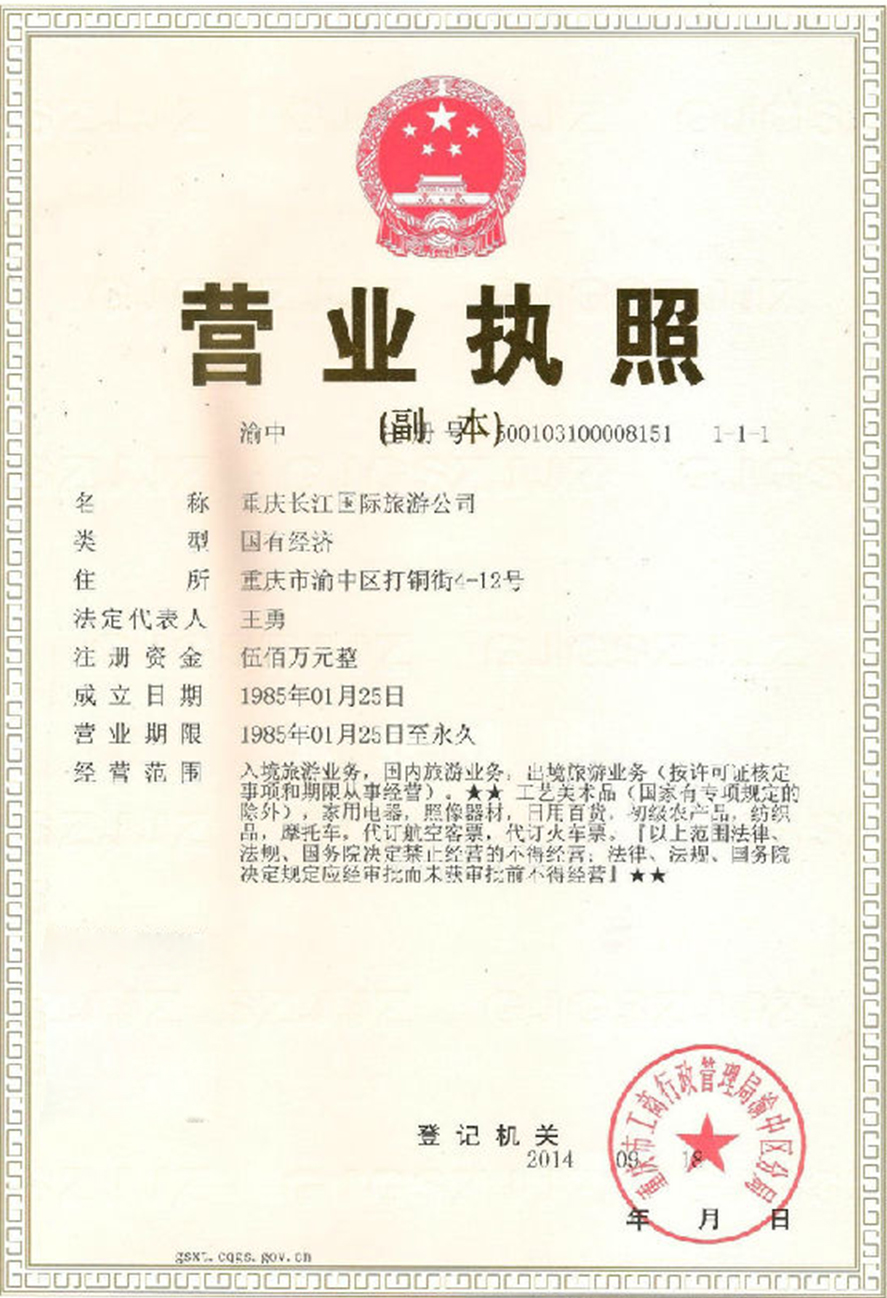 营业执照
(副 本)
渝中 注册号 500103100008151 1-1-1
名称 重庆长江国际旅游公司
类型 国有经济
住所 重庆市渝中区打铜街4-12号
法定代表人 王勇
注册资金 伍佰万元整
成立日期 1985年01月25日
营业期限 1985年01月25日至永久
经营范围 入境旅游业务，国内旅游业务，出境旅游业务（按许可证核定
事项和期限从事经营）。★★ 工艺美术品（国家有专项规定的
除外），家用电器，照像器材，日用百货，初级农产品，纺织
品，摩托车。代订航空客票，代订火车票。『以上范围法律、
法规、国务院决定禁止经营的不得经营；法律、法规、国务院
决定规定应经审批而未获审批前不得经营』★★
重庆市工商行政管理局渝中区分局
登记机关
2014 09 18
年 月 日
gsxt.cqgs.gov.cn